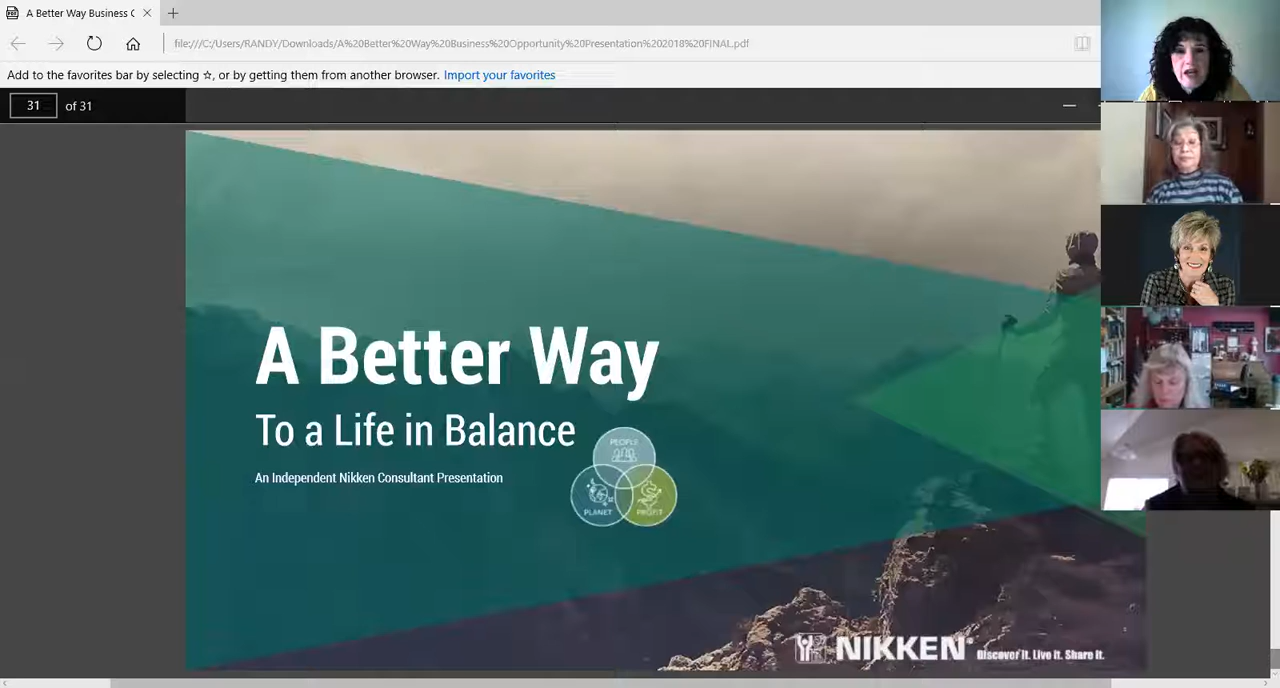 A Better Way Business C
file:///C:/Users/RANDY/Downloads/A%20Better%20Way%20Business%20Opportunity%20Presentation%202018%20FINAL.pdf
Add to the favorites bar by selecting ☆, or by getting them from another browser. Import your favorites
31 of 31
A Better Way
To a Life in Balance
PEOPLE
An Independent Nikken Consultant Presentation
PLANET PROFIT
NIKKEN® Discover It. Live It. Share It.